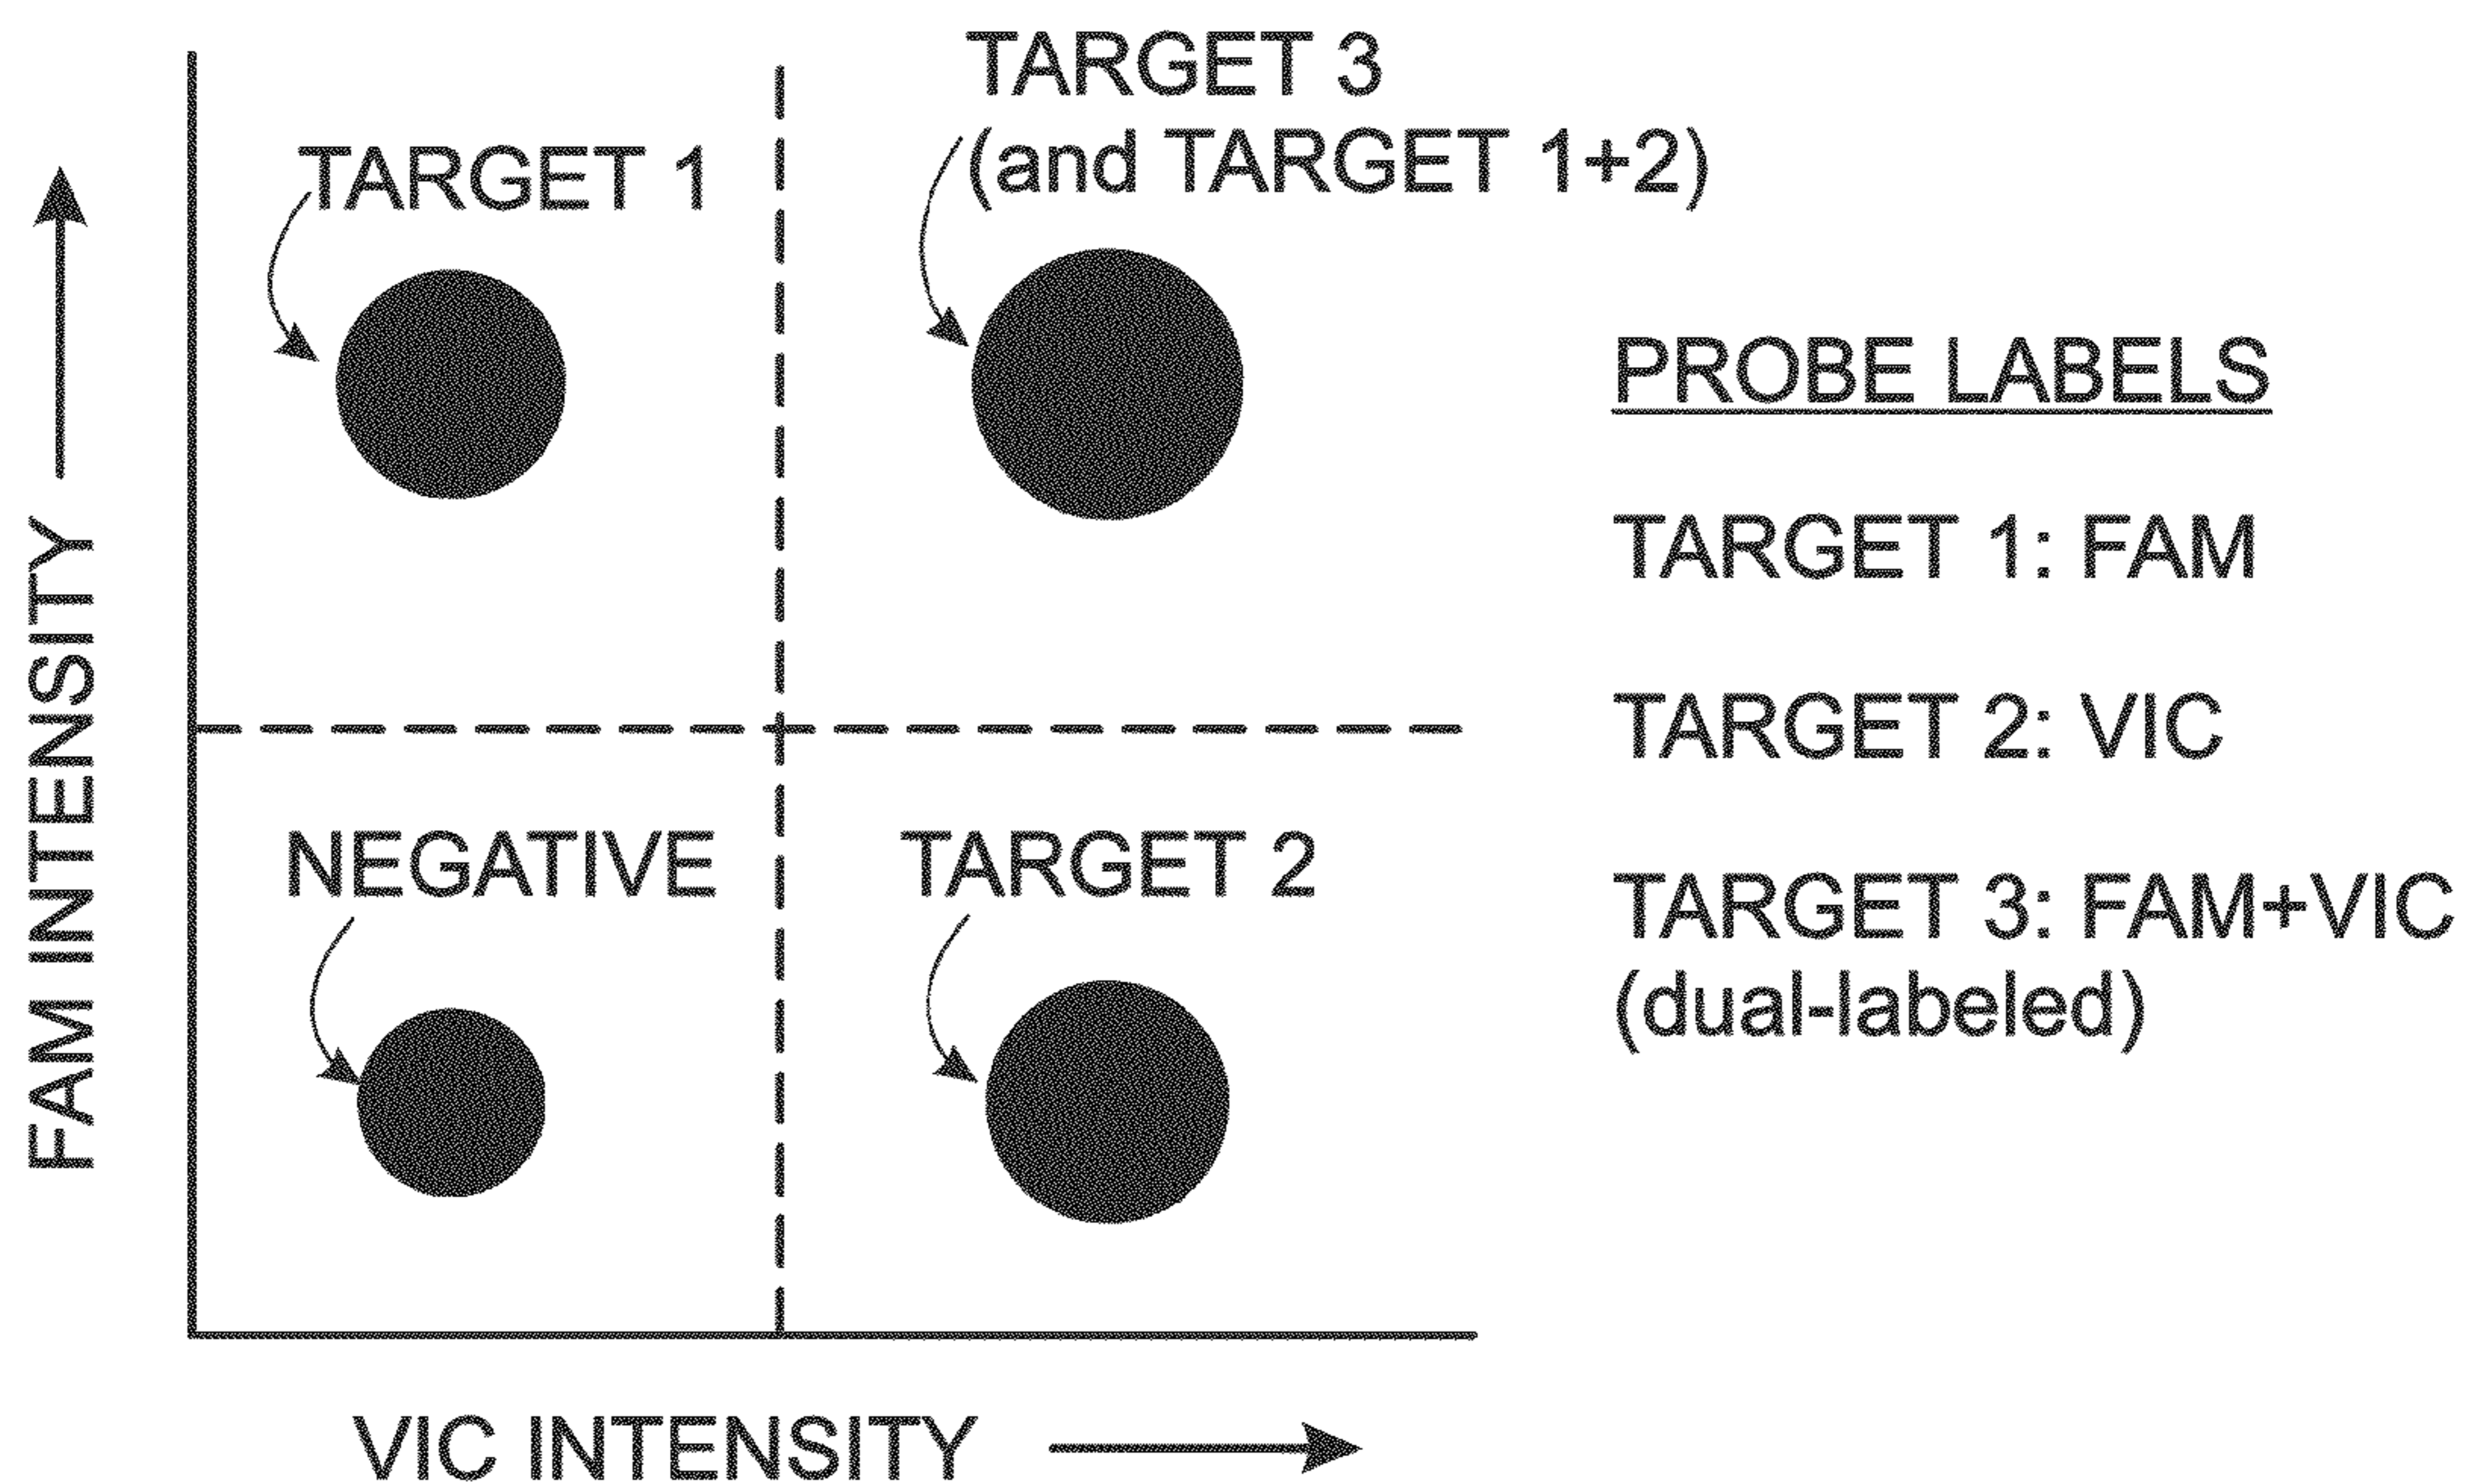 FAM INTENSITY
TARGET 1
TARGET 3
(and TARGET 1+2)
NEGATIVE
TARGET 2
VIC INTENSITY
PROBE LABELS
TARGET 1: FAM
TARGET 2: VIC
TARGET 3: FAM+VIC
(dual-labeled)